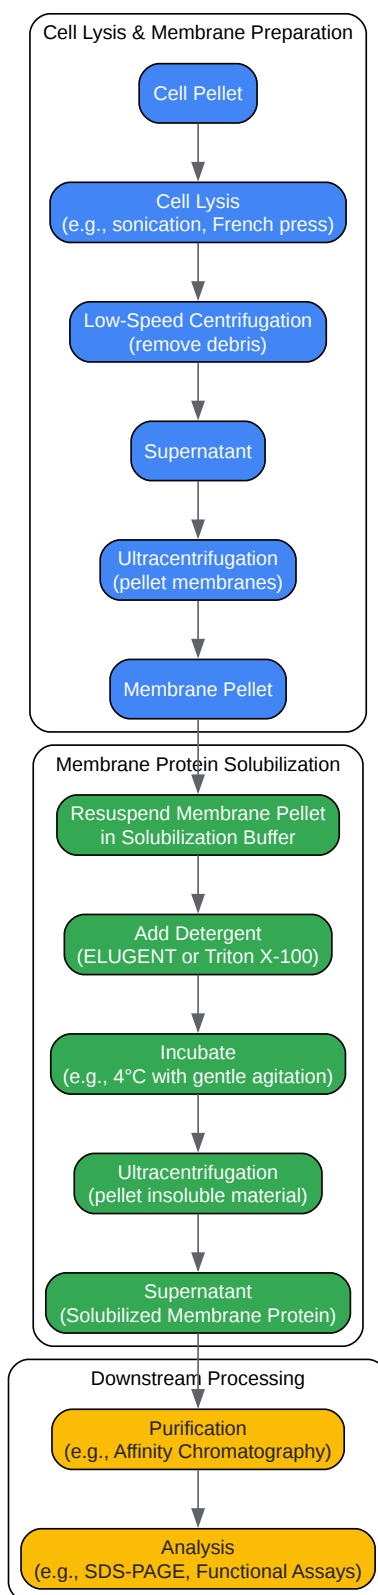 Cell Lysis & Membrane Preparation
Cell Pellet
Cell Lysis
(e.g., sonication, French press)
Low-Speed Centrifugation
(remove debris)
Supernatant
Ultracentrifugation
(pellet membranes)
Membrane Pellet
Membrane Protein Solubilization
Resuspend Membrane Pellet
in Solubilization Buffer
Add Detergent
(ELUGENT or Triton X-100)
Incubate
(e.g., 4°C with gentle agitation)
Ultracentrifugation
(pellet insoluble material)
Supernatant
(Solubilized Membrane Protein)
Downstream Processing
Purification
(e.g., Affinity Chromatography)
Analysis
(e.g., SDS-PAGE, Functional Assays)